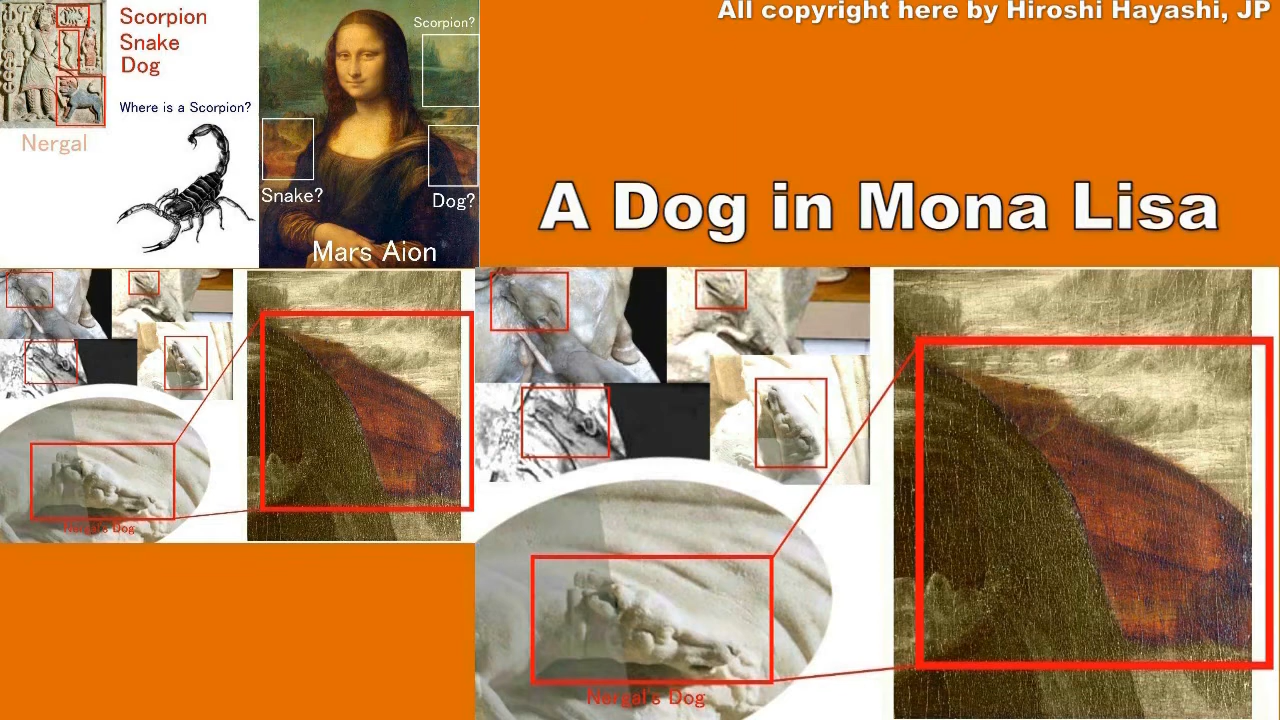 All copyright here by Hiroshi Hayashi, JP
Scorpion
Snake
Dog
Where is a Scorpion?
Nergal
Scorpion?
Snake?
Dog?
Mars Aion
A Dog in Mona Lisa
Nergal's Dog
Nergal's Dog